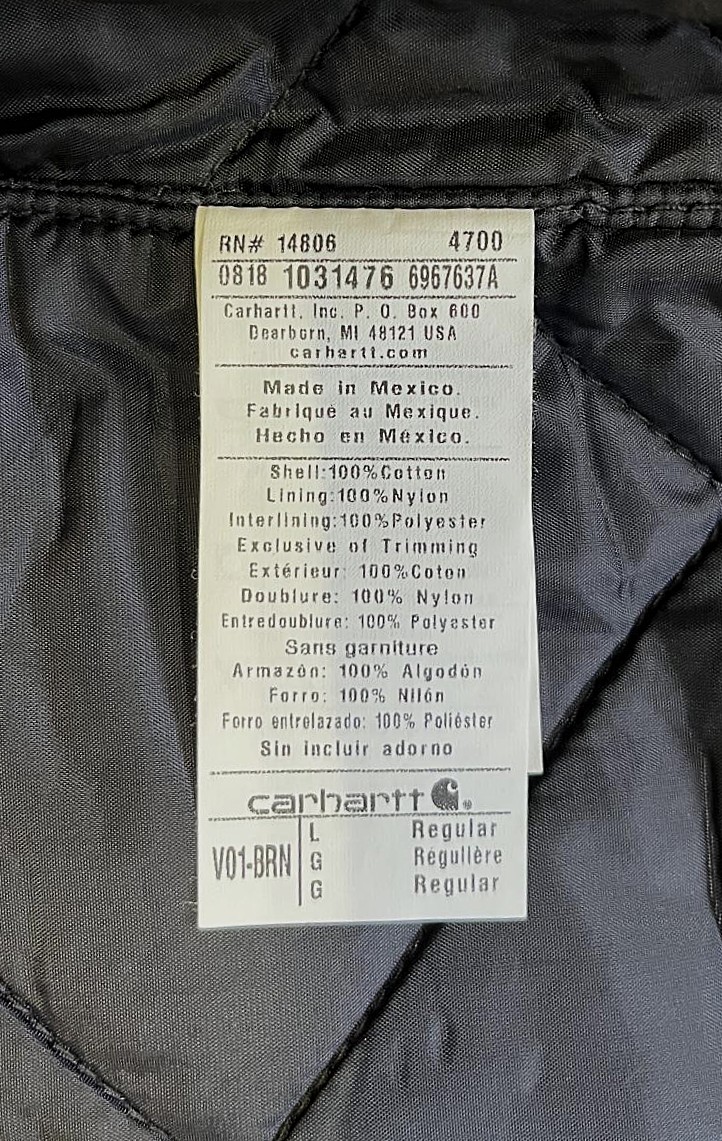 RN# 14806 4700
0818 1031476 6967637A
Carhartt, Inc. P. O. Box 600
Dearborn, MI 48121 USA
carhartt.com
Made in Mexico.
Fabriqué au Mexique.
Hecho en México.
Shell:100%Cotton
Lining:100%Nylon
Interlining:100%Polyester
Exclusive of Trimming
Extérieur: 100%Coton
Doublure: 100% Nylon
Entredoublure: 100% Polyester
Sans garniture
Armazón: 100% Algodón
Forro: 100% Nilón
Forro entrelazado: 100% Poliéster
Sin incluir adorno
carhartt
V01-BRN
L Regular
G Régulière
G Regular